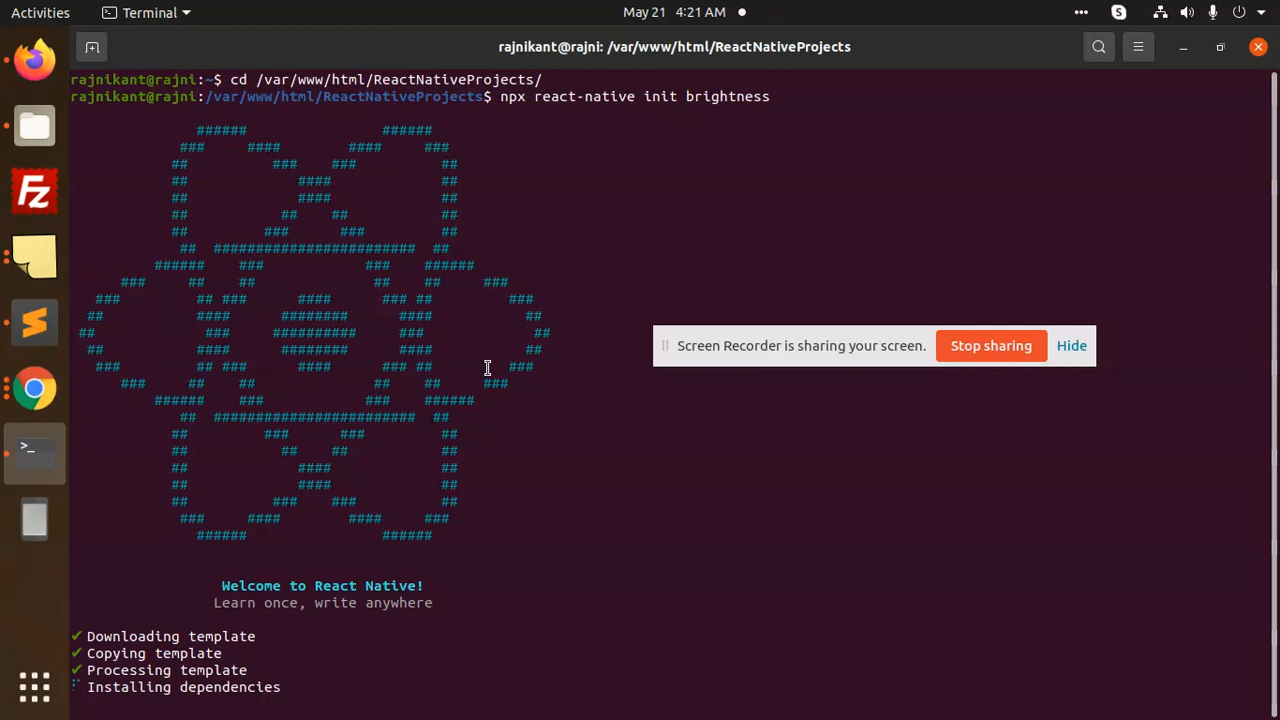 Activities Terminal May 21 4:21 AM
rajnikant@rajni: /var/www/html/ReactNativeProjects
rajnikant@rajni:~$ cd /var/www/html/ReactNativeProjects/
rajnikant@rajni:/var/www/html/ReactNativeProjects$ npx react-native init brightness
Screen Recorder is sharing your screen. Stop sharing Hide
Welcome to React Native!
Learn once, write anywhere
✔ Downloading template
✔ Copying template
✔ Processing template
Installing dependencies